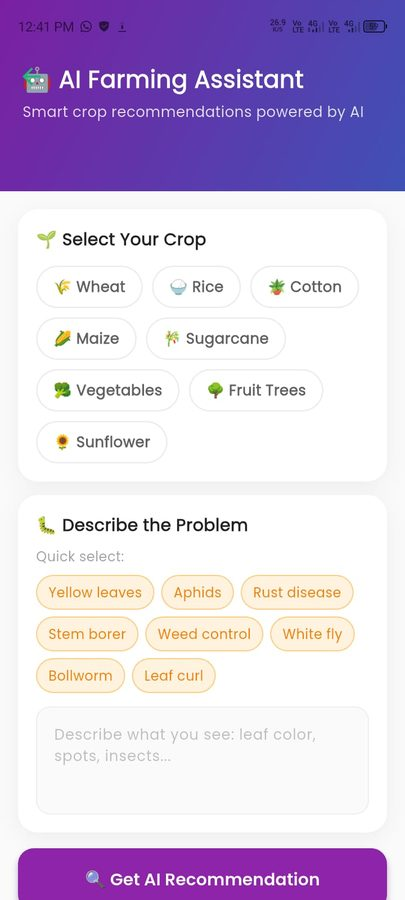 12:41 PM
26.9 K/S Vo LTE 4G Vo LTE 4G
AI Farming Assistant
Smart crop recommendations powered by AI
Select Your Crop
Wheat Rice Cotton
Maize Sugarcane
Vegetables Fruit Trees
Sunflower
Describe the Problem
Quick select:
Yellow leaves Aphids Rust disease
Stem borer Weed control White fly
Bollworm Leaf curl
Describe what you see: leaf color,
spots, insects...
Get AI Recommendation